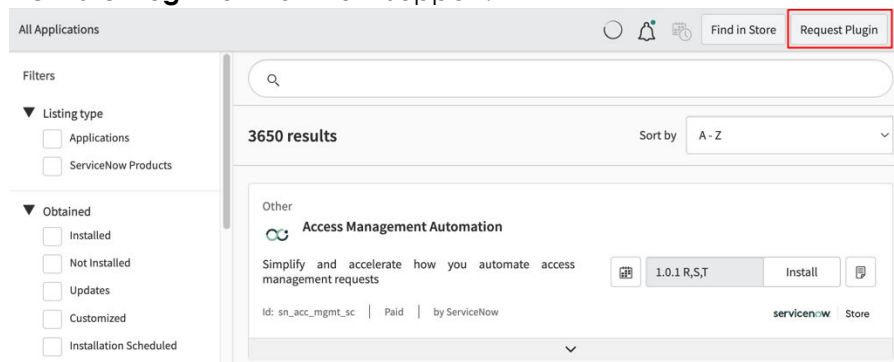 All Applications
Find in Store
Request Plugin
Filters
Listing type
Applications
ServiceNow Products
Obtained
Installed
Not Installed
Updates
Customized
Installation Scheduled
3650 results
Sort by
A - Z
Other
Access Management Automation
Simplify and accelerate how you automate access
management requests
1.0.1 R,S,T
Install
Id: sn_acc_mgmt_sc | Paid | by ServiceNow
servicenow Store